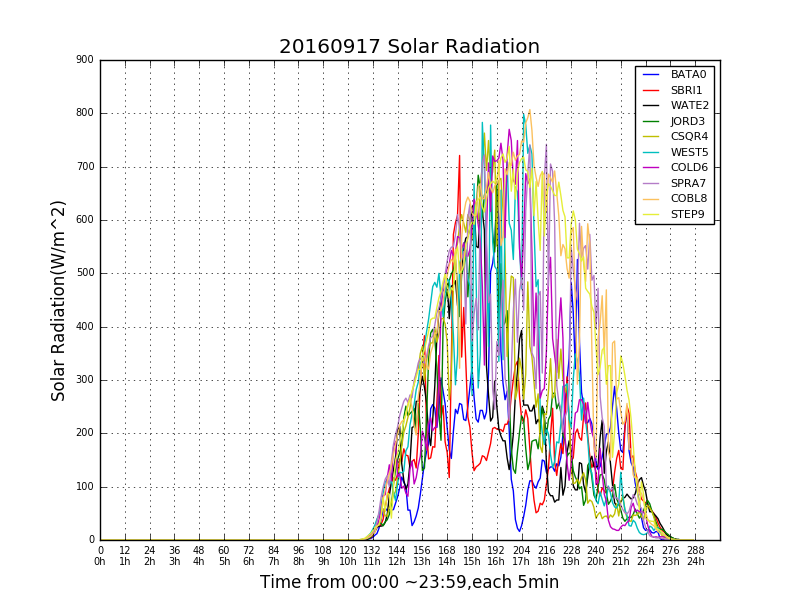 20160917 Solar Radiation
900
800
700
600
500
400
300
200
100
0
Solar Radiation(W/m^2)
BATA0
SBRI1
WATE2
JORD3
CSQR4
WEST5
COLD6
SPRA7
COBL8
STEP9
0 12 24 36 48 60 72 84 96 108 120 132 144 156 168 180 192 204 216 228 240 252 264 276 288
0h 1h 2h 3h 4h 5h 6h 7h 8h 9h 10h 11h 12h 13h 14h 15h 16h 17h 18h 19h 20h 21h 22h 23h 24h
Time from 00:00 ~23:59,each 5min